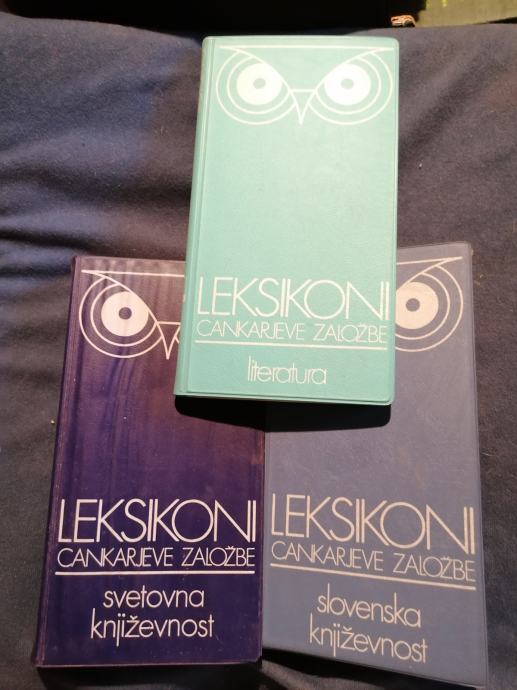 LEKSIKONI
CANKARJEVE ZALOŽBE
literatura
LEKSIKONI
CANKARJEVE ZALOŽBE
svetovna
književnost
LEKSIKONI
CANKARJEVE ZALOŽBE
slovenska
književnost